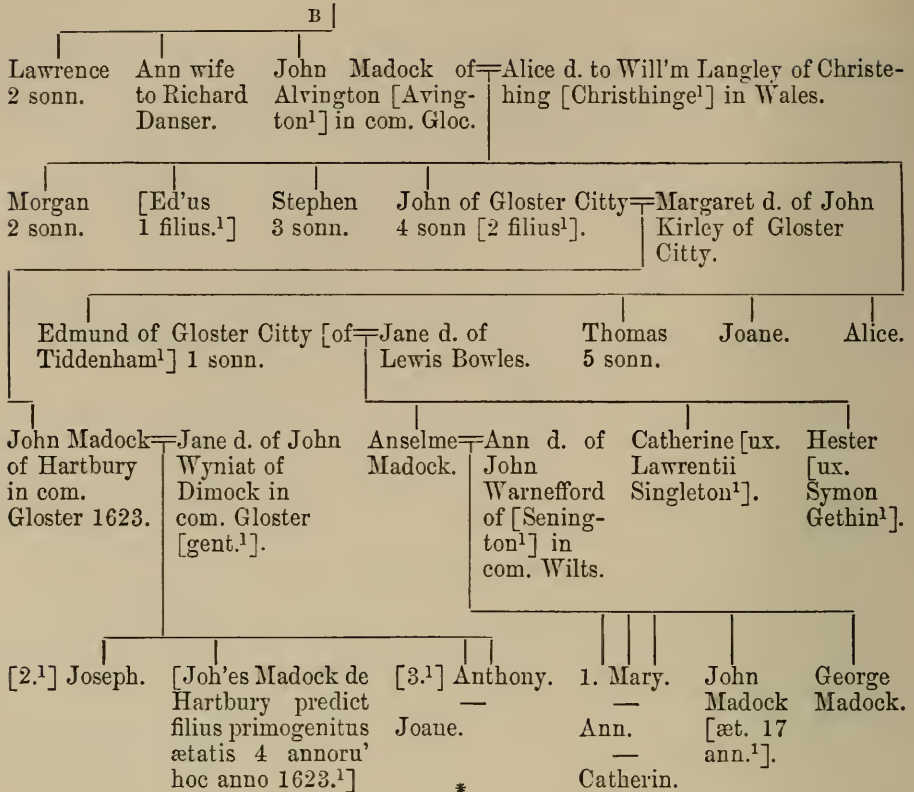 B
Lawrence
2 sonn.
Ann wife
to Richard
Danser.
John Madock of
Alvington [Aving-
ton¹] in com. Gloc.
Alice d. to Will'm Langley of Christe-
hing [Christhinge¹] in Wales.
Morgan
2 sonn.
[Ed'us
1 filius.¹]
Stephen
3 sonn.
John of Gloster Citty
4 sonn [2 filius¹].
Margaret d. of John
Kirley of Gloster
Citty.
Edmund of Gloster Citty [of
Tiddenham¹] 1 sonn.
Jane d. of
Lewis Bowles.
Thomas
5 sonn.
Joane.
Alice.
John Madock
of Hartbury
in com.
Gloster 1623.
Jane d. of John
Wyniat of
Dimock in
com. Gloster
[gent.¹].
Anselme
Madock.
Ann d. of
John
Warnefford
of [Sening-
ton¹] in
com. Wilts.
Catherine [ux.
Lawrentii
Singleton¹].
Hester
[ux.
Symon
Gethin¹].
[2.¹] Joseph.
[Joh'es Madock de
Hartbury predict
filius primogenitus
ætatis 4 annoru'
hoc anno 1623.¹]
[3.¹] Anthony.
—
Joane.
1. Mary.
—
Ann.
—
Catherin.
John
Madock
[æt. 17
ann.¹].
George
Madock.
*